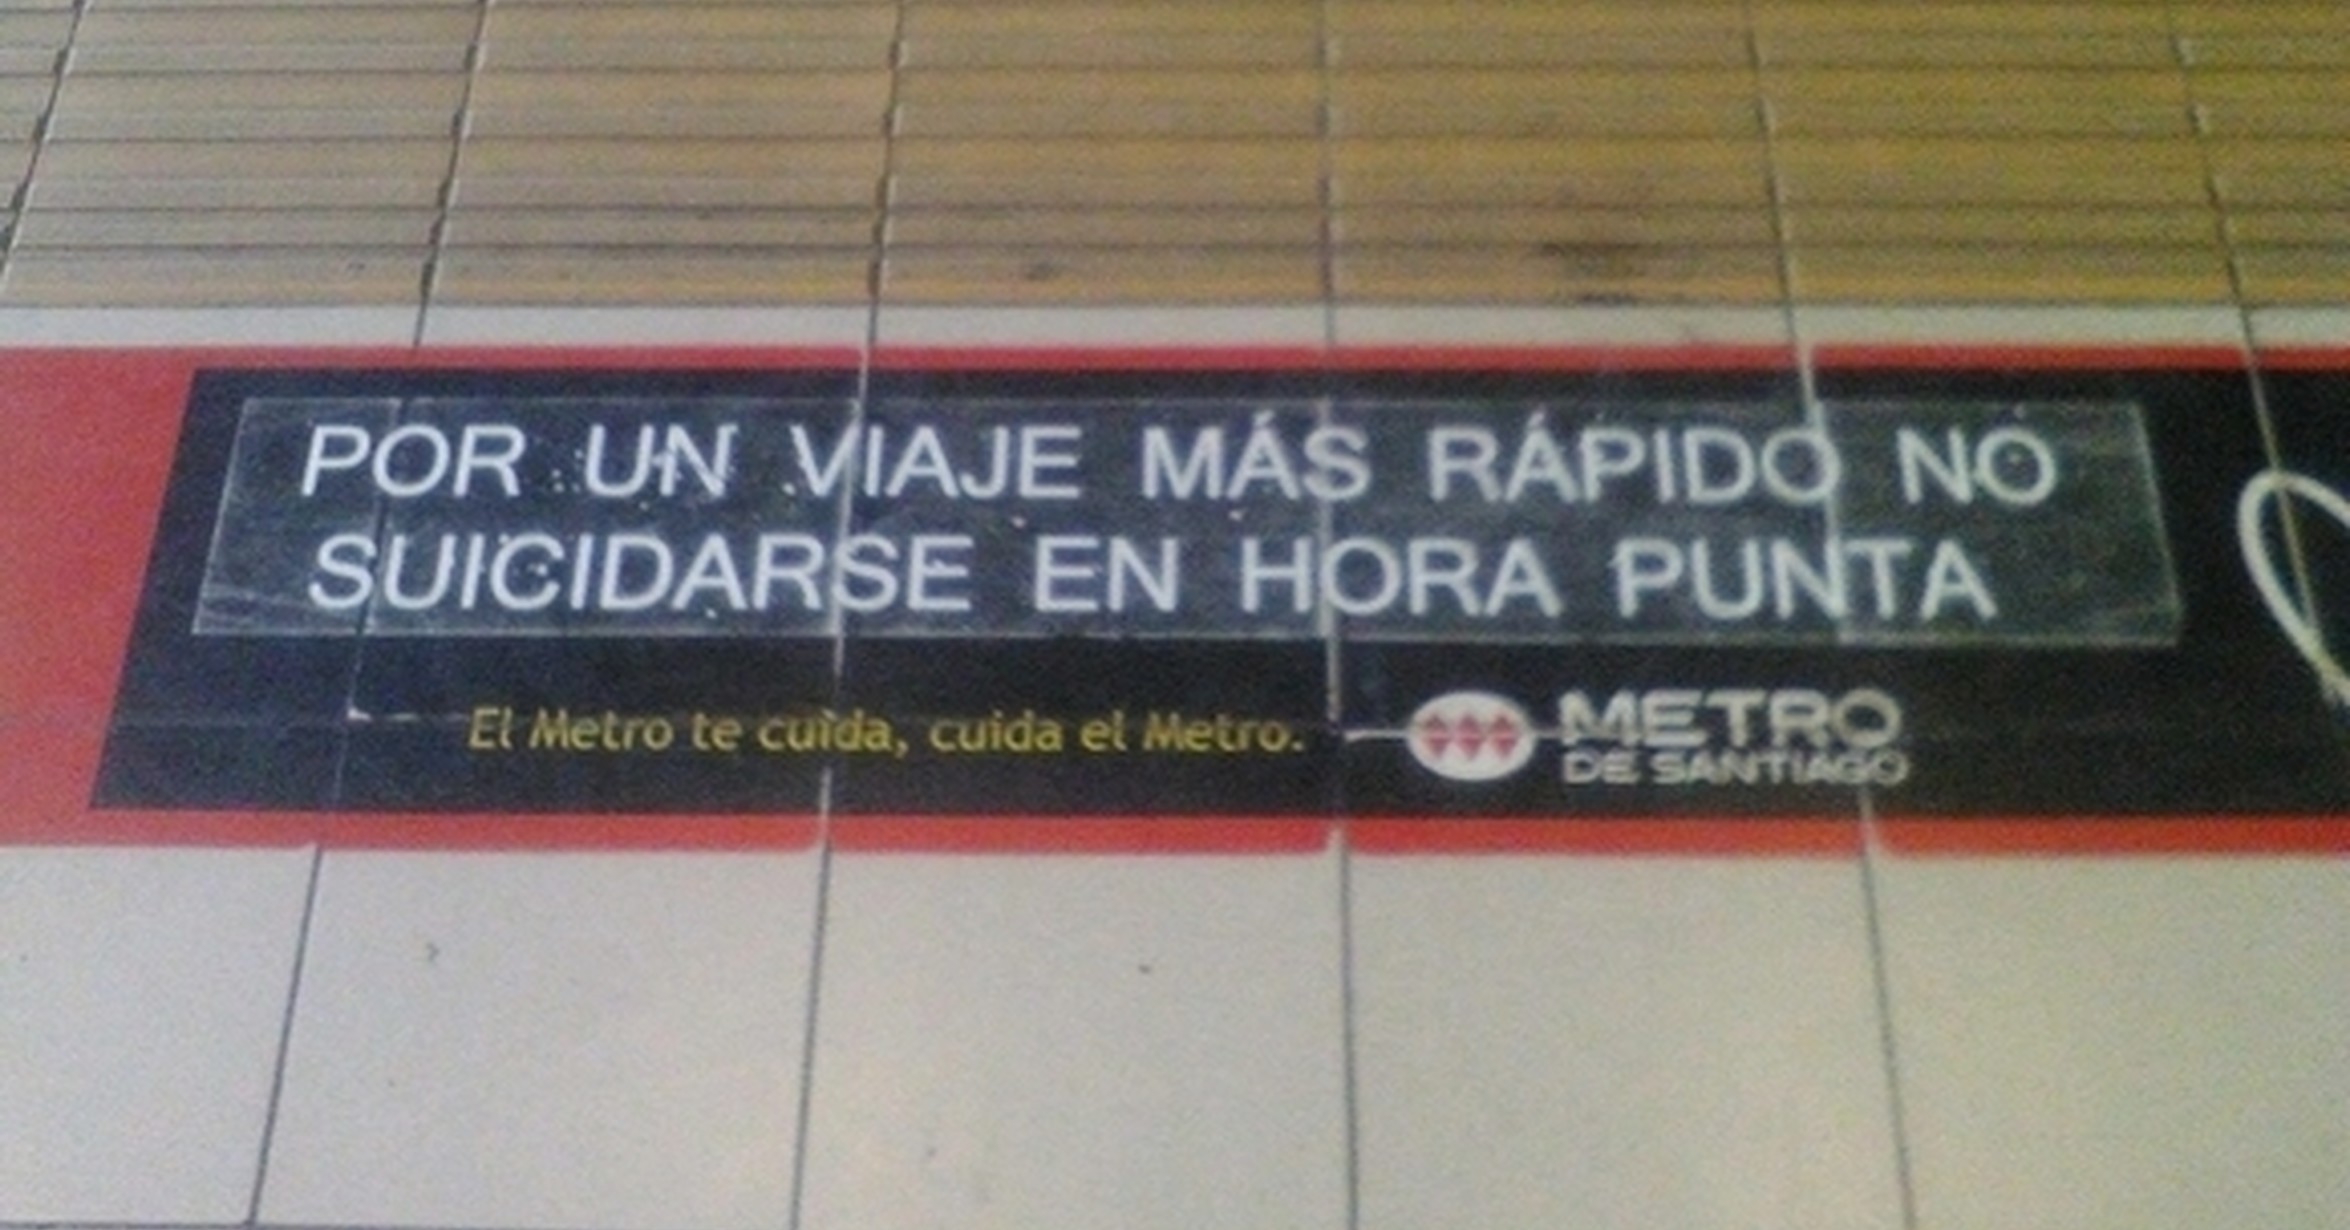 POR UN VIAJE MÁS RÁPIDO NO
SUICIDARSE EN HORA PUNTA
El Metro te cuida, cuida el Metro.
METRO
DE SANTIAGO